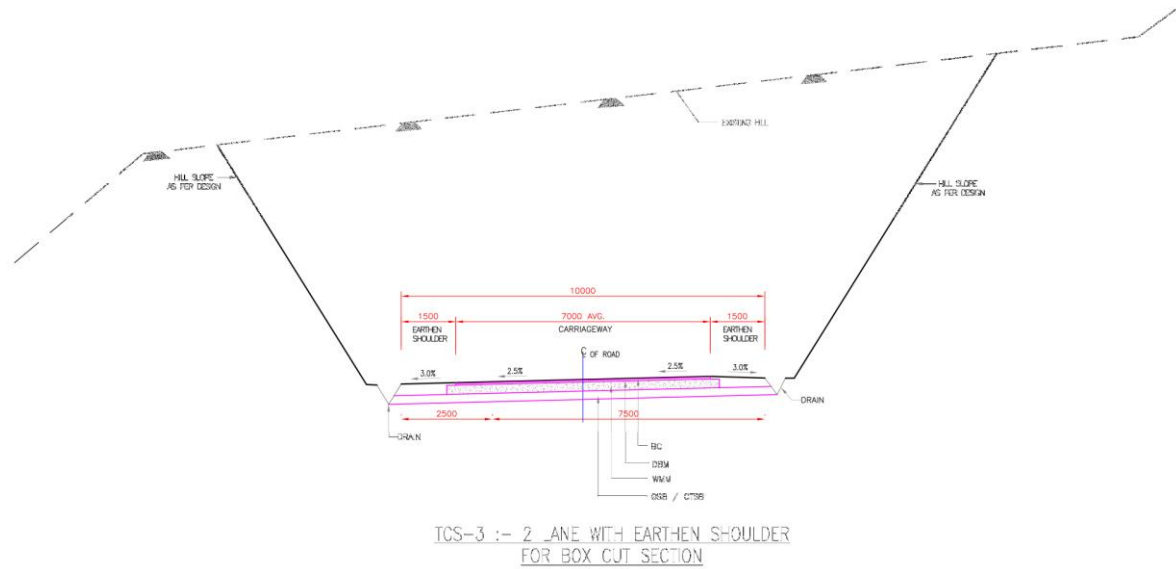 EXISTING HILL
HILL SLOPE
AS PER DESIGN
HILL SLOPE
AS PER DESIGN
10000
1500
7000 AVG.
1500
EARTHEN
SHOULDER
CARRIAGEWAY
EARTHEN
SHOULDER
OF ROAD
3.0%
2.5%
2.5%
3.0%
DRAIN
2500
7500
DRAIN
BC
DBM
WMM
GSB / CTSB
TCS-3 :- 2 LANE WITH EARTHEN SHOULDER
FOR BOX CUT SECTION